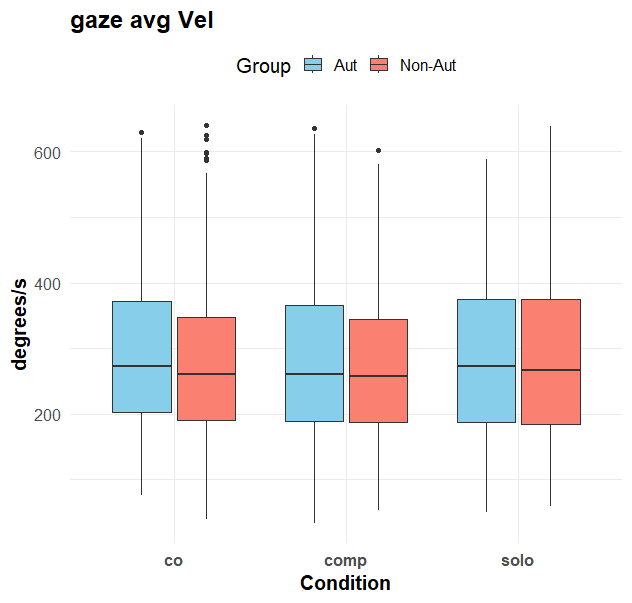 gaze avg Vel
Group Aut Non-Aut
600
400
200
degrees/s
co comp solo
Condition